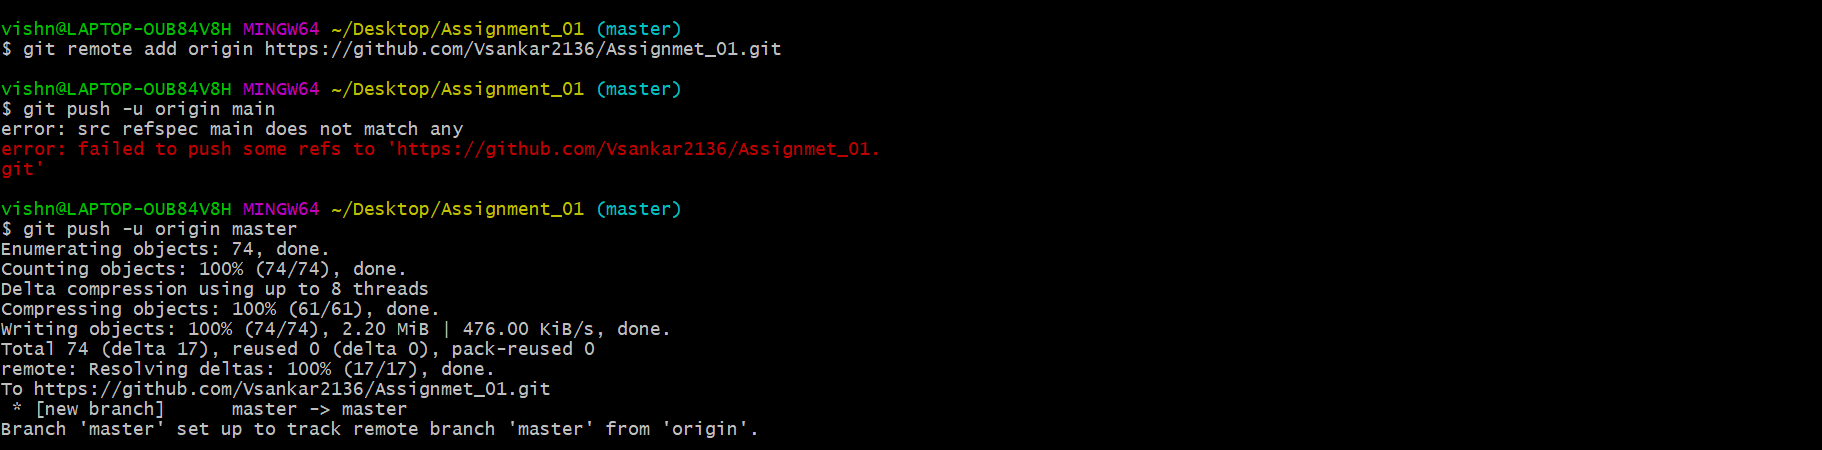 vishn@LAPTOP-OUB84V8H MINGW64 ~/Desktop/Assignment_01 (master)
$ git remote add origin https://github.com/Vsankar2136/Assignmet_01.git
vishn@LAPTOP-OUB84V8H MINGW64 ~/Desktop/Assignment_01 (master)
$ git push -u origin main
error: src refspec main does not match any
error: failed to push some refs to 'https://github.com/Vsankar2136/Assignmet_01.
git'
vishn@LAPTOP-OUB84V8H MINGW64 ~/Desktop/Assignment_01 (master)
$ git push -u origin master
Enumerating objects: 74, done.
Counting objects: 100% (74/74), done.
Delta compression using up to 8 threads
Compressing objects: 100% (61/61), done.
Writing objects: 100% (74/74), 2.20 MiB | 476.00 KiB/s, done.
Total 74 (delta 17), reused 0 (delta 0), pack-reused 0
remote: Resolving deltas: 100% (17/17), done.
To https://github.com/Vsankar2136/Assignmet_01.git
 * [new branch]      master -> master
Branch 'master' set up to track remote branch 'master' from 'origin'.